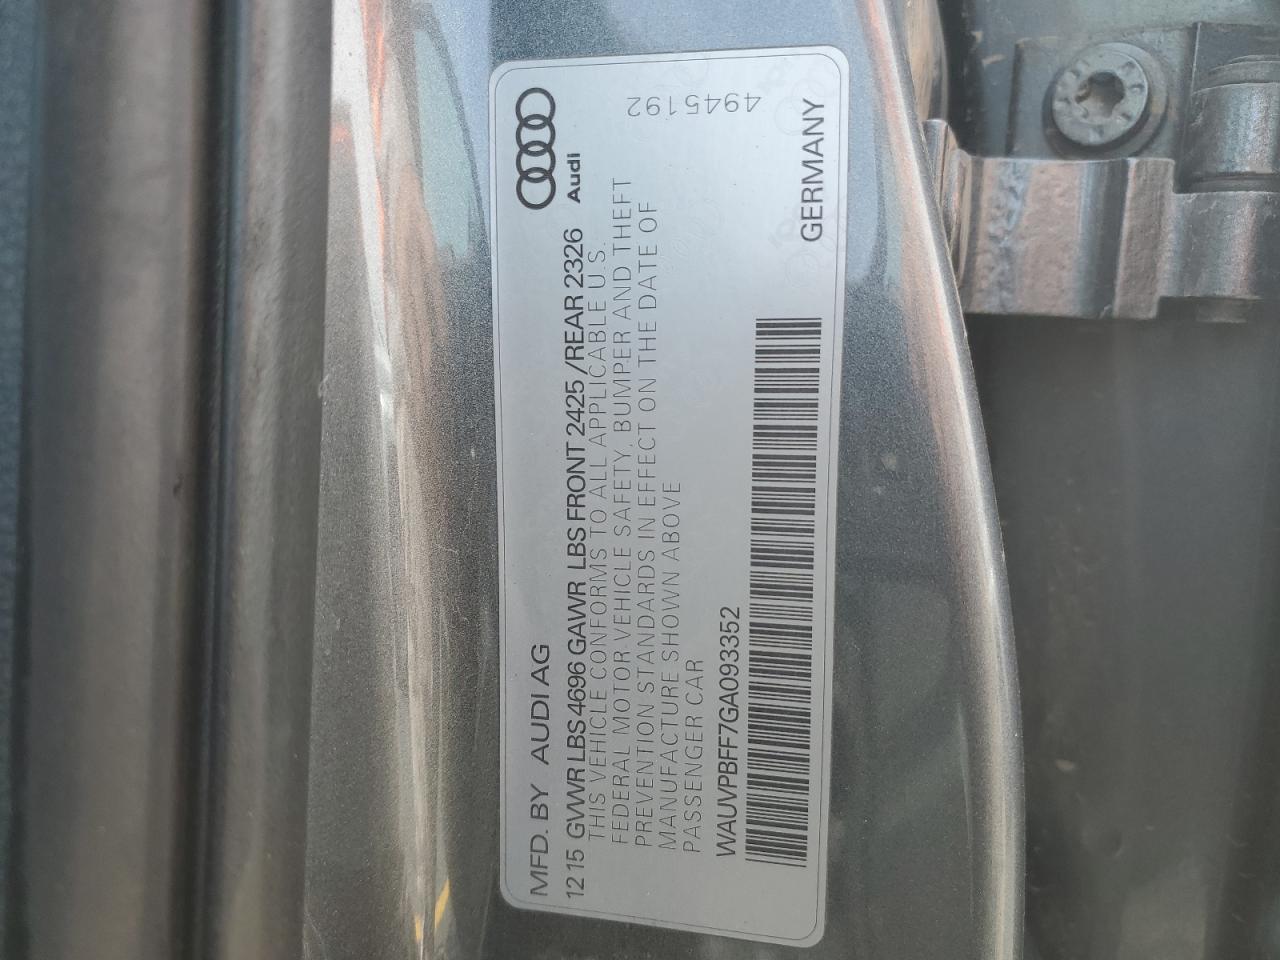 MFD. BY AUDI AG
Audi
12 15 GVWR LBS 4696 GAWR LBS FRONT 2425 /REAR 2326
THIS VEHICLE CONFORMS TO ALL APPLICABLE U.S.
FEDERAL MOTOR-VEHICLE SAFETY, BUMPER AND THEFT
PREVENTION STANDARDS IN EFFECT ON THE DATE OF
MANUFACTURE SHOWN ABOVE
PASSENGER CAR
4945192
WAUVPBFF7GA093352
GERMANY